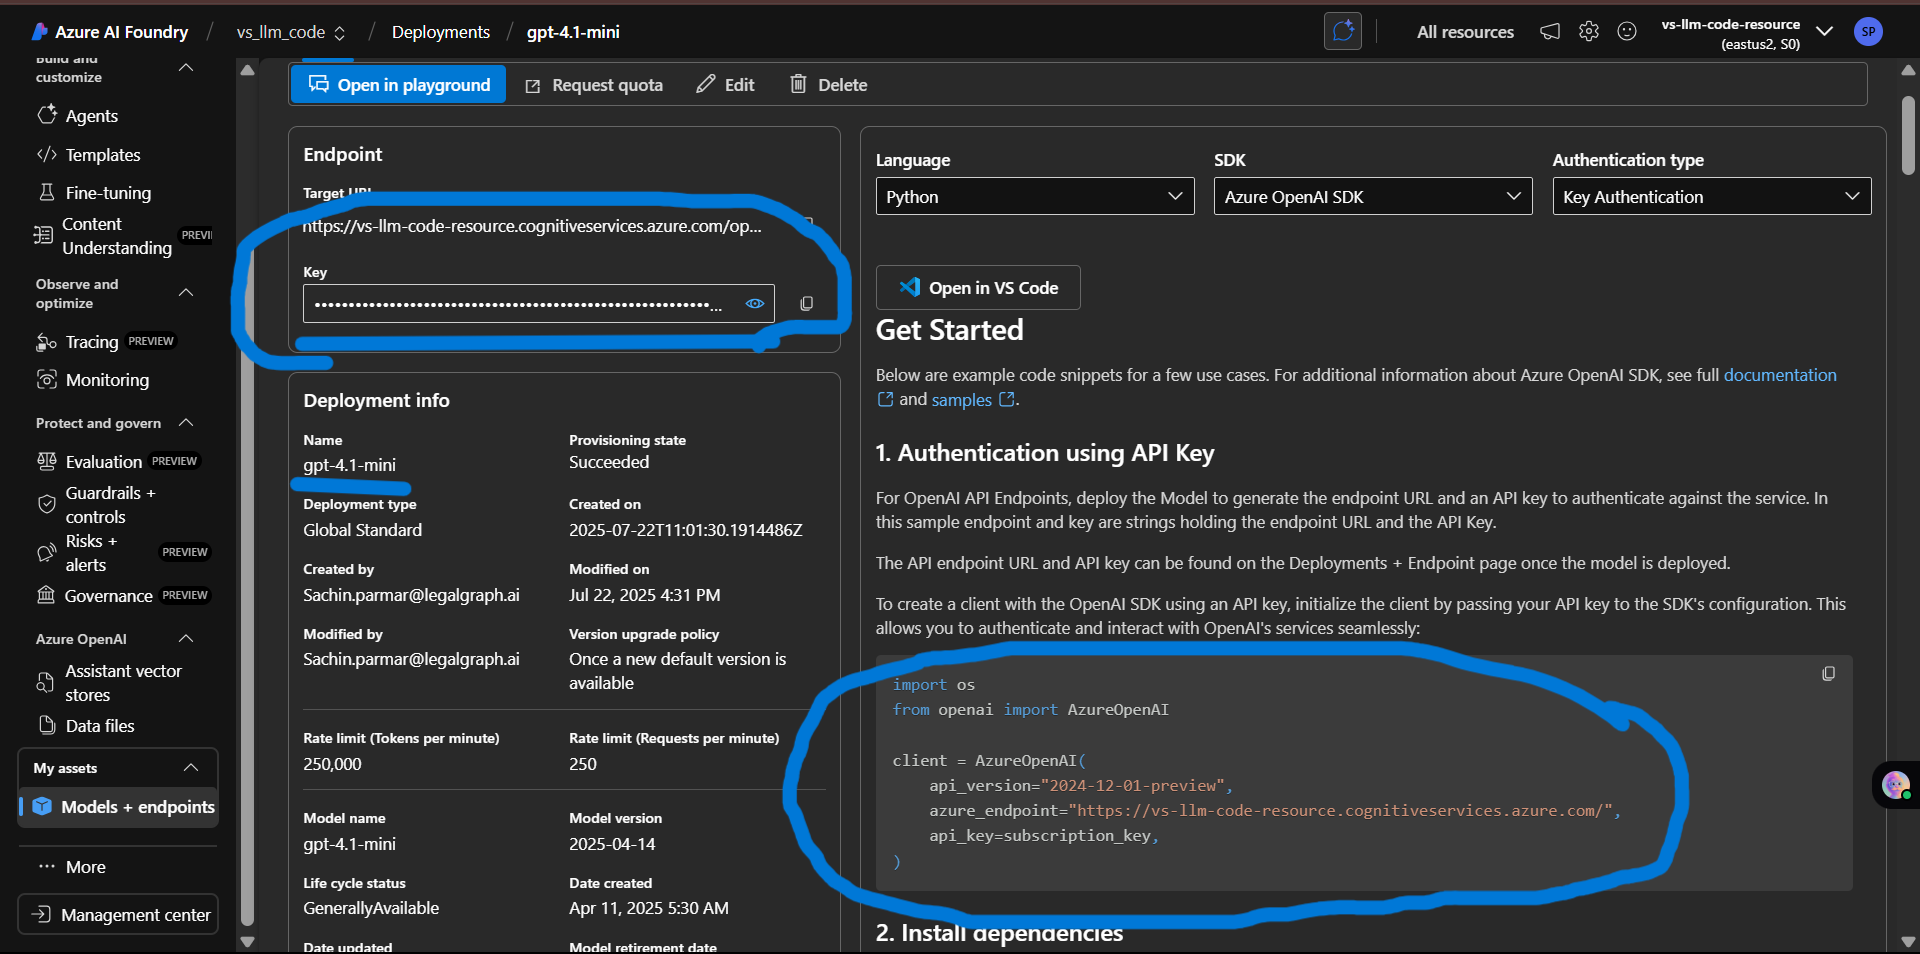 Azure AI Foundry / vs_llm_code / Deployments / gpt-4.1-mini
All resources
vs-llm-code-resource
(eastus2, S0)
SP
Build and
customize
Agents
Templates
Fine-tuning
Content
Understanding PREVI
Observe and
optimize
Tracing PREVIEW
Monitoring
Protect and govern
Evaluation PREVIEW
Guardrails +
controls
Risks +
alerts PREVIEW
Governance PREVIEW
Azure OpenAI
Assistant vector
stores
Data files
My assets
Models + endpoints
··· More
Management center
Open in playground
Request quota
Edit
Delete
Endpoint
Target URL
https://vs-llm-code-resource.cognitiveservices.azure.com/op...
Key
Deployment info
Name
gpt-4.1-mini
Provisioning state
Succeeded
Deployment type
Global Standard
Created on
2025-07-22T11:01:30.1914486Z
Created by
Sachin.parmar@legalgraph.ai
Modified on
Jul 22, 2025 4:31 PM
Modified by
Sachin.parmar@legalgraph.ai
Version upgrade policy
Once a new default version is
available
Rate limit (Tokens per minute)
250,000
Rate limit (Requests per minute)
250
Model name
gpt-4.1-mini
Model version
2025-04-14
Life cycle status
GenerallyAvailable
Date created
Apr 11, 2025 5:30 AM
Date updated
Model retirement date
Language
Python
SDK
Azure OpenAI SDK
Authentication type
Key Authentication
Open in VS Code
Get Started
Below are example code snippets for a few use cases. For additional information about Azure OpenAI SDK, see full documentation
and samples .
1. Authentication using API Key
For OpenAI API Endpoints, deploy the Model to generate the endpoint URL and an API key to authenticate against the service. In
this sample endpoint and key are strings holding the endpoint URL and the API Key.
The API endpoint URL and API key can be found on the Deployments + Endpoint page once the model is deployed.
To create a client with the OpenAI SDK using an API key, initialize the client by passing your API key to the SDK's configuration. This
allows you to authenticate and interact with OpenAI's services seamlessly:
import os
from openai import AzureOpenAI
client = AzureOpenAI(
api_version="2024-12-01-preview",
azure_endpoint="https://vs-llm-code-resource.cognitiveservices.azure.com/",
api_key=subscription_key,
)
2. Install dependencies